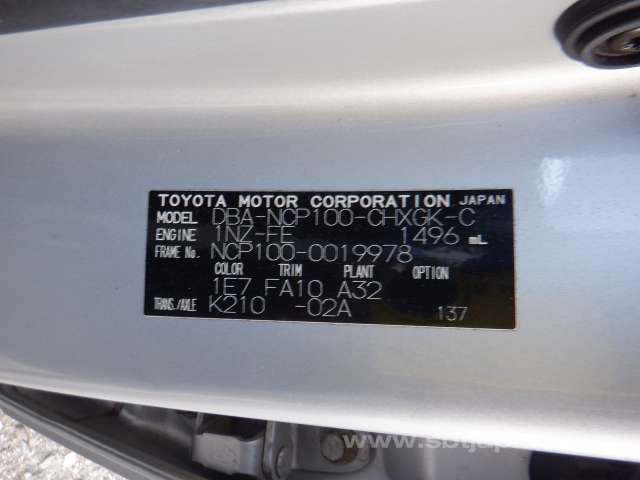 TOYOTA MOTOR CORPORATION JAPAN
MODEL DBA-NCP100-CHXGK-C
ENGINE 1NZ-FE 1496 mL
FRAME No. NCP100-0019978
COLOR TRIM PLANT OPTION
1E7 FA10 A32
TRANS./AXLE K210 -02A 137